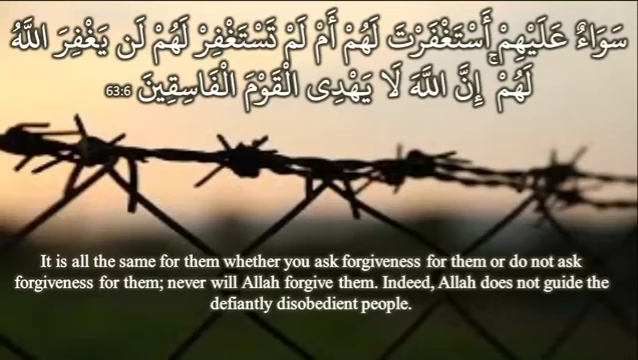 سَوَاءٌ عَلَيْهِمْ أَسْتَغْفَرْتَ لَهُمْ أَمْ لَمْ تَسْتَغْفِرْ لَهُمْ لَن يَغْفِرَ اللَّهُ
لَهُمْ ۚ إِنَّ اللَّهَ لَا يَهْدِى الْقَوْمَ الْفَاسِقِينَ 63:6
It is all the same for them whether you ask forgiveness for them or do not ask
forgiveness for them; never will Allah forgive them. Indeed, Allah does not guide the
defiantly disobedient people.